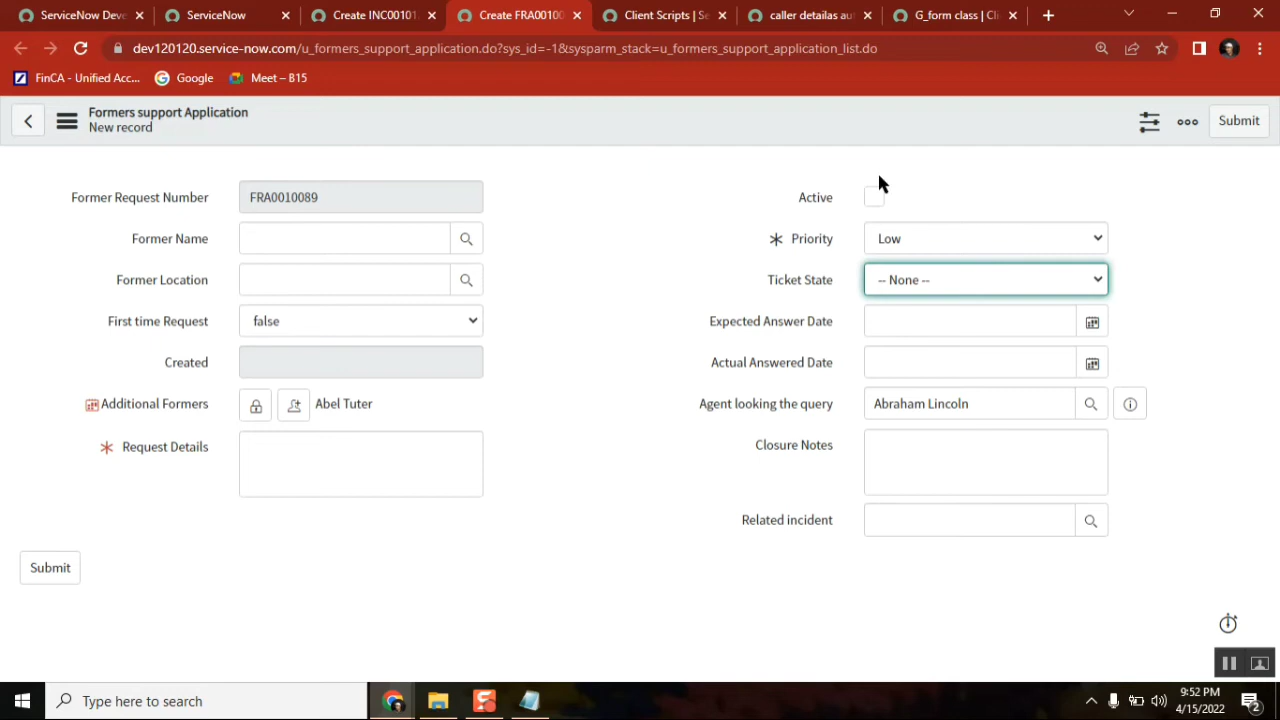 ServiceNow Deve
ServiceNow
Create INC00101
Create FRA00100
Client Scripts | Se
caller detailas au
G_form class | Cli
dev120120.service-now.com/u_formers_support_application.do?sys_id=-1&sysparm_stack=u_formers_support_application_list.do
FinCA - Unified Acc...
Google
Meet – B15
Formers support Application
New record
Submit
Former Request Number
FRA0010089
Former Name
Former Location
First time Request
false
Created
Additional Formers
Abel Tuter
Request Details
Active
Priority
Low
Ticket State
-- None --
Expected Answer Date
Actual Answered Date
Agent looking the query
Abraham Lincoln
Closure Notes
Related incident
Submit
Type here to search
9:52 PM
4/15/2022
2